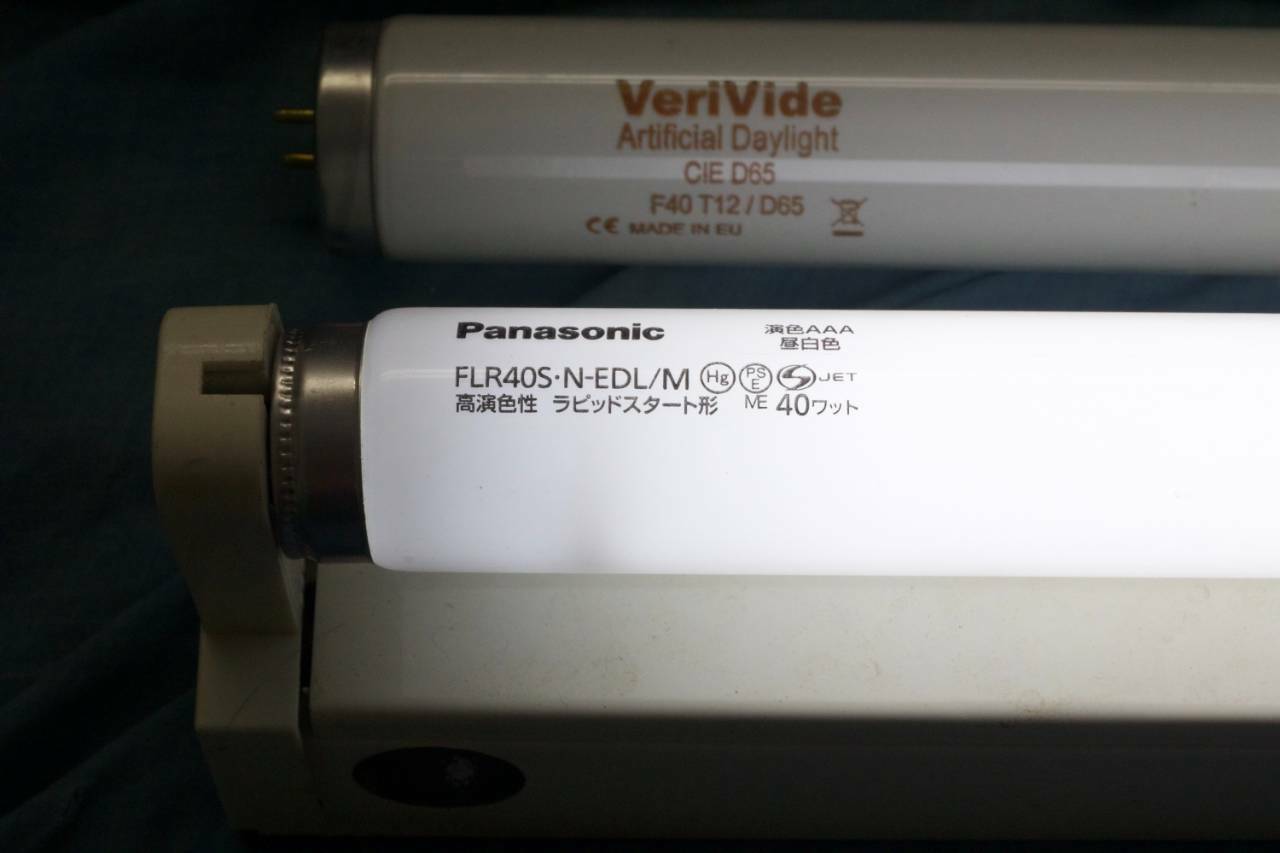 VeriVide
Artificial Daylight
CIE D65
F40 T12 / D65
CE MADE IN EU
Panasonic
演色AAA
昼白色
FLR40S·N-EDL/M Hg PSE JET
高演色性 ラピッドスタート形 ME 40ワット